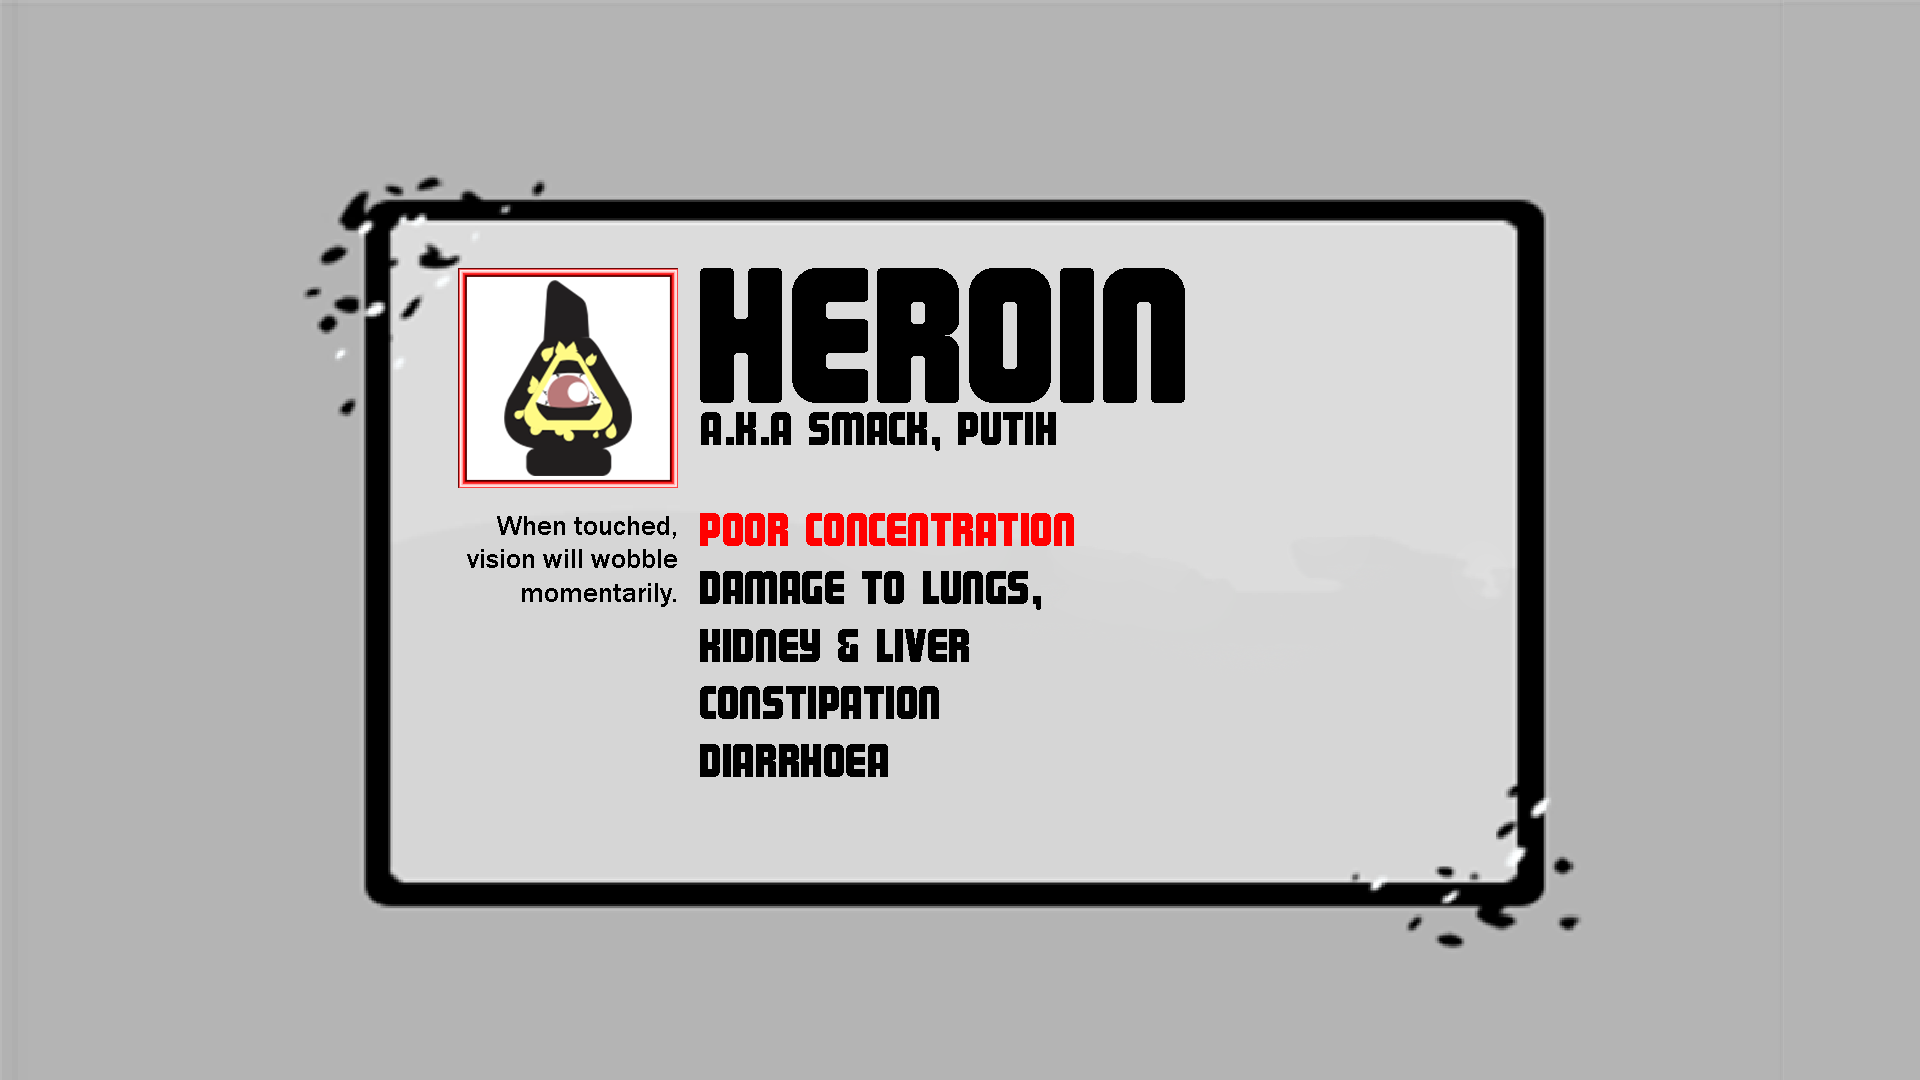 HEROIN
A.K.A SMACK, PUTIH
When touched,
vision will wobble
momentarily.
POOR CONCENTRATION
DAMAGE TO LUNGS,
KIDNEY & LIVER
CONSTIPATION
DIARRHOEA